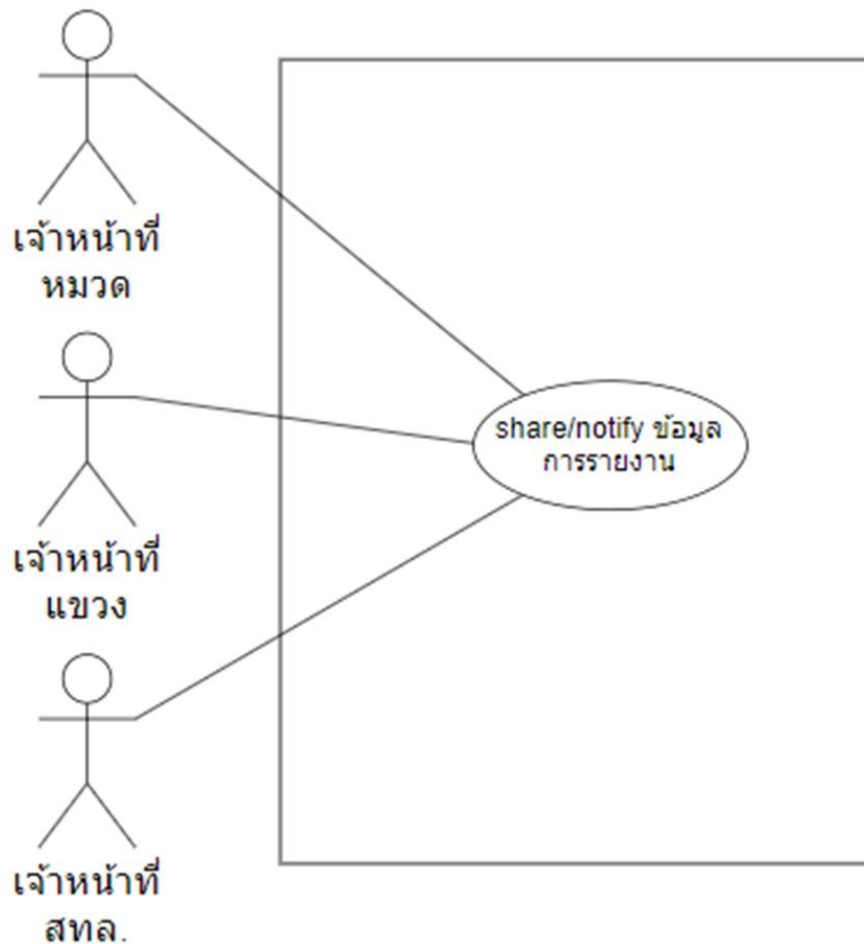 เจ้าหน้าที่
หมวด
share/notify ข้อมูล
การรายงาน
เจ้าหน้าที่
แขวง
เจ้าหน้าที่
สทล.